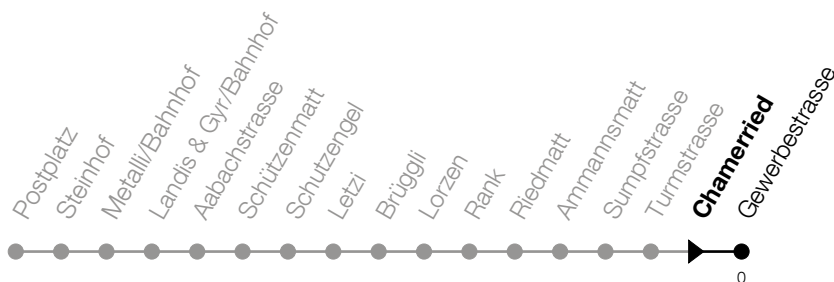 Postplatz
Steinhof
Metalli/Bahnhof
Landis & Gyr/Bahnhof
Aabachstrasse
Schützenmatt
Schutzengel
Letzi
Brüggli
Lorzen
Rank
Riedmatt
Ammannsmatt
Sumpfstrasse
Turmstrasse
Chamerried
Gewerbestrasse
0